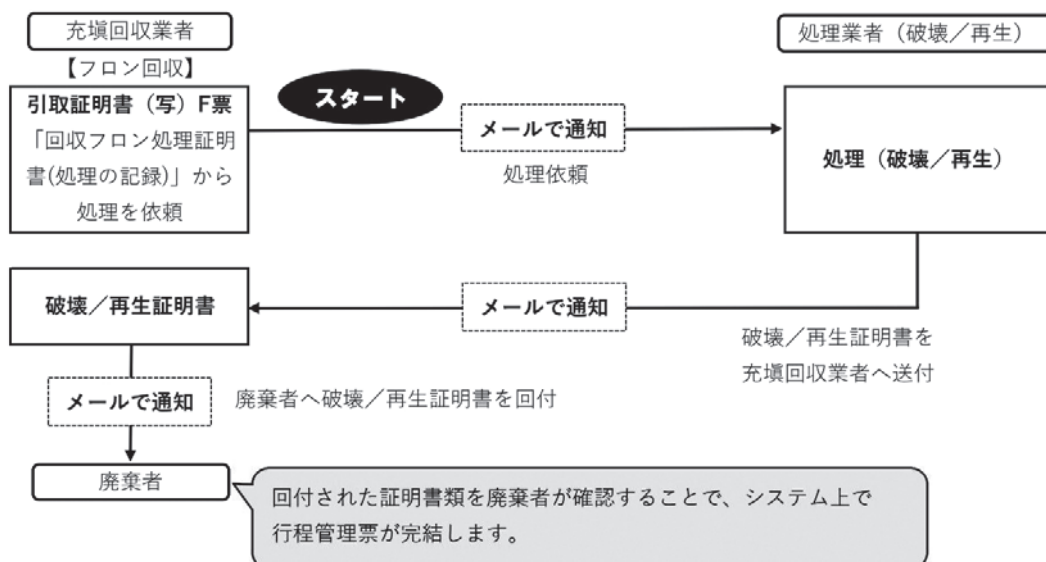 充塡回収業者
処理業者（破壊／再生）
【フロン回収】
引取証明書（写）F票
「回収フロン処理証明
書(処理の記録)」から
処理を依頼
スタート
メールで通知
処理依頼
処理（破壊／再生）
破壊／再生証明書
メールで通知
破壊／再生証明書を
充塡回収業者へ送付
メールで通知
廃棄者へ破壊／再生証明書を回付
廃棄者
回付された証明書類を廃棄者が確認することで、システム上で
行程管理票が完結します。